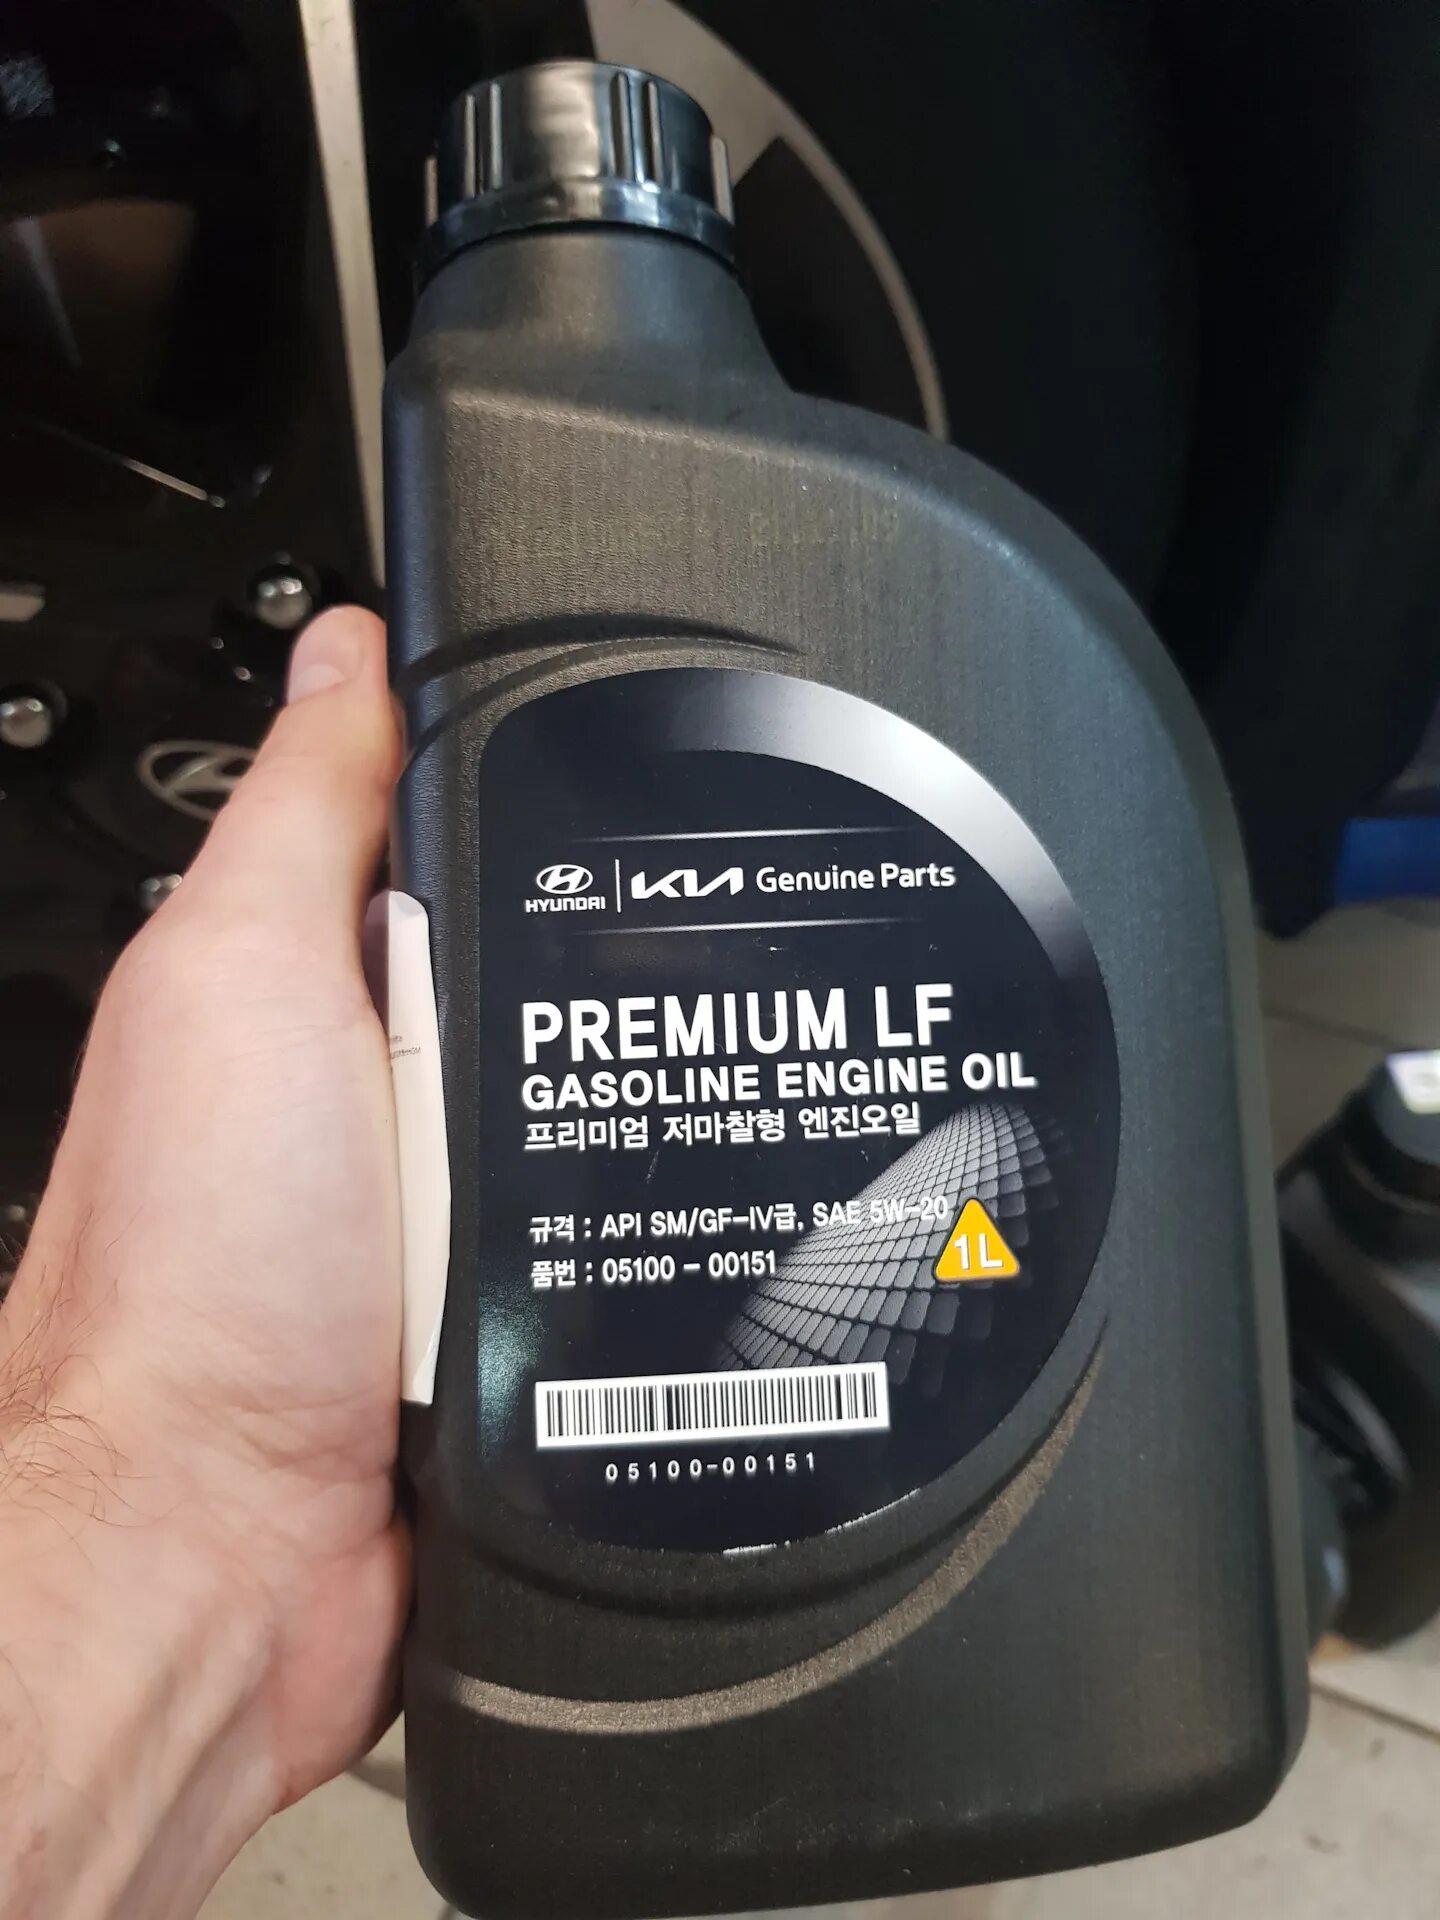 HYUNDAI | KIA Genuine Parts
PREMIUM LF
GASOLINE ENGINE OIL
프리미엄 저마찰형 엔진오일
규격 : API SM/GF-IV급, SAE 5W-20
1L
품번 : 05100 - 00151
05100-00151